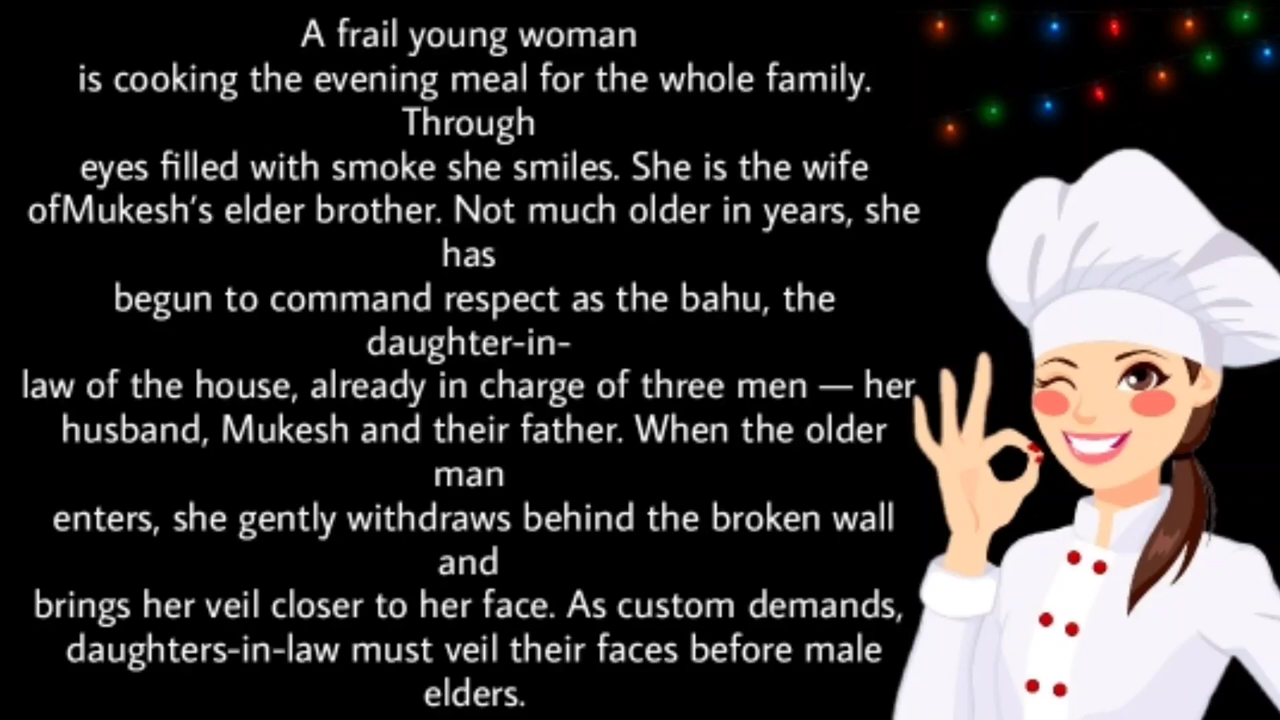 A frail young woman
is cooking the evening meal for the whole family.
Through
eyes filled with smoke she smiles. She is the wife
ofMukesh's elder brother. Not much older in years, she
has
begun to command respect as the bahu, the
daughter-in-
law of the house, already in charge of three men — her
husband, Mukesh and their father. When the older
man
enters, she gently withdraws behind the broken wall
and
brings her veil closer to her face. As custom demands,
daughters-in-law must veil their faces before male
elders.